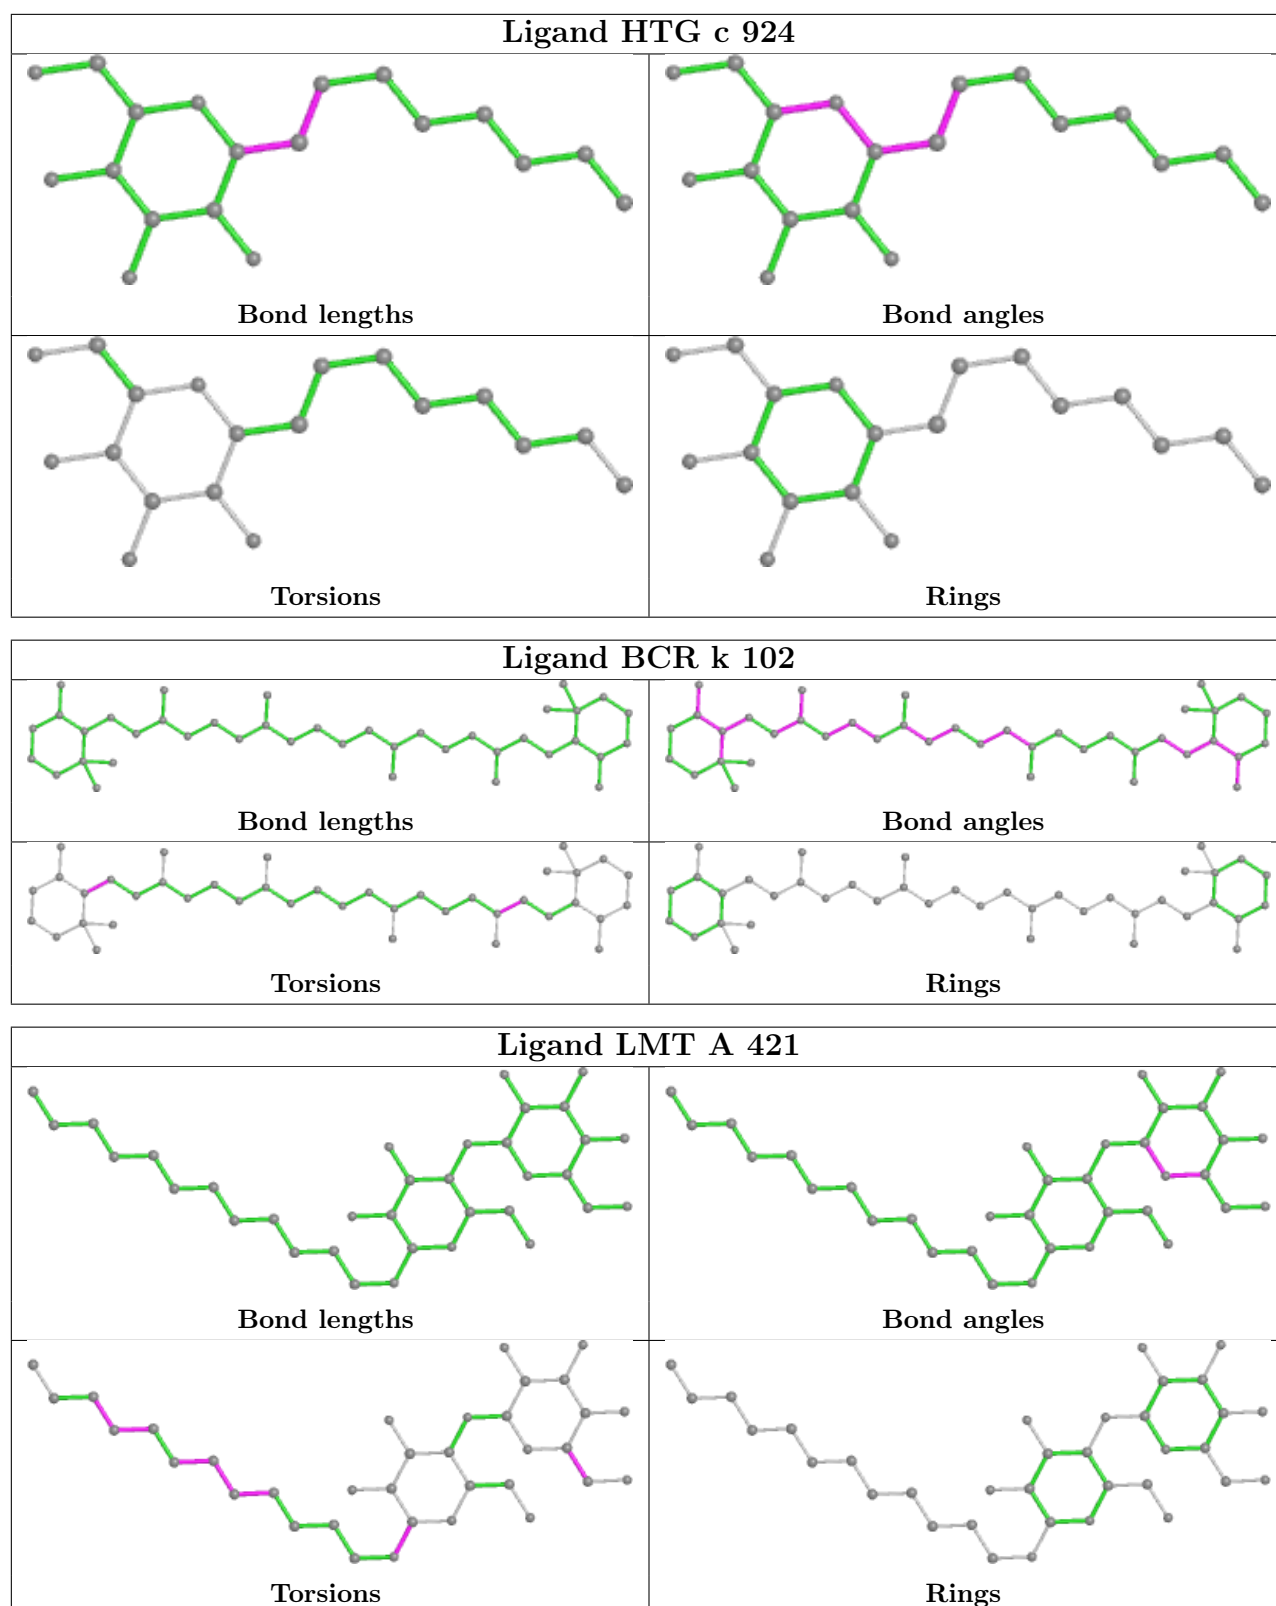 Ligand HTG c 924
Bond lengths
Bond angles
Torsions
Rings
Ligand BCR k 102
Bond lengths
Bond angles
Torsions
Rings
Ligand LMT A 421
Bond lengths
Bond angles
Torsions
Rings